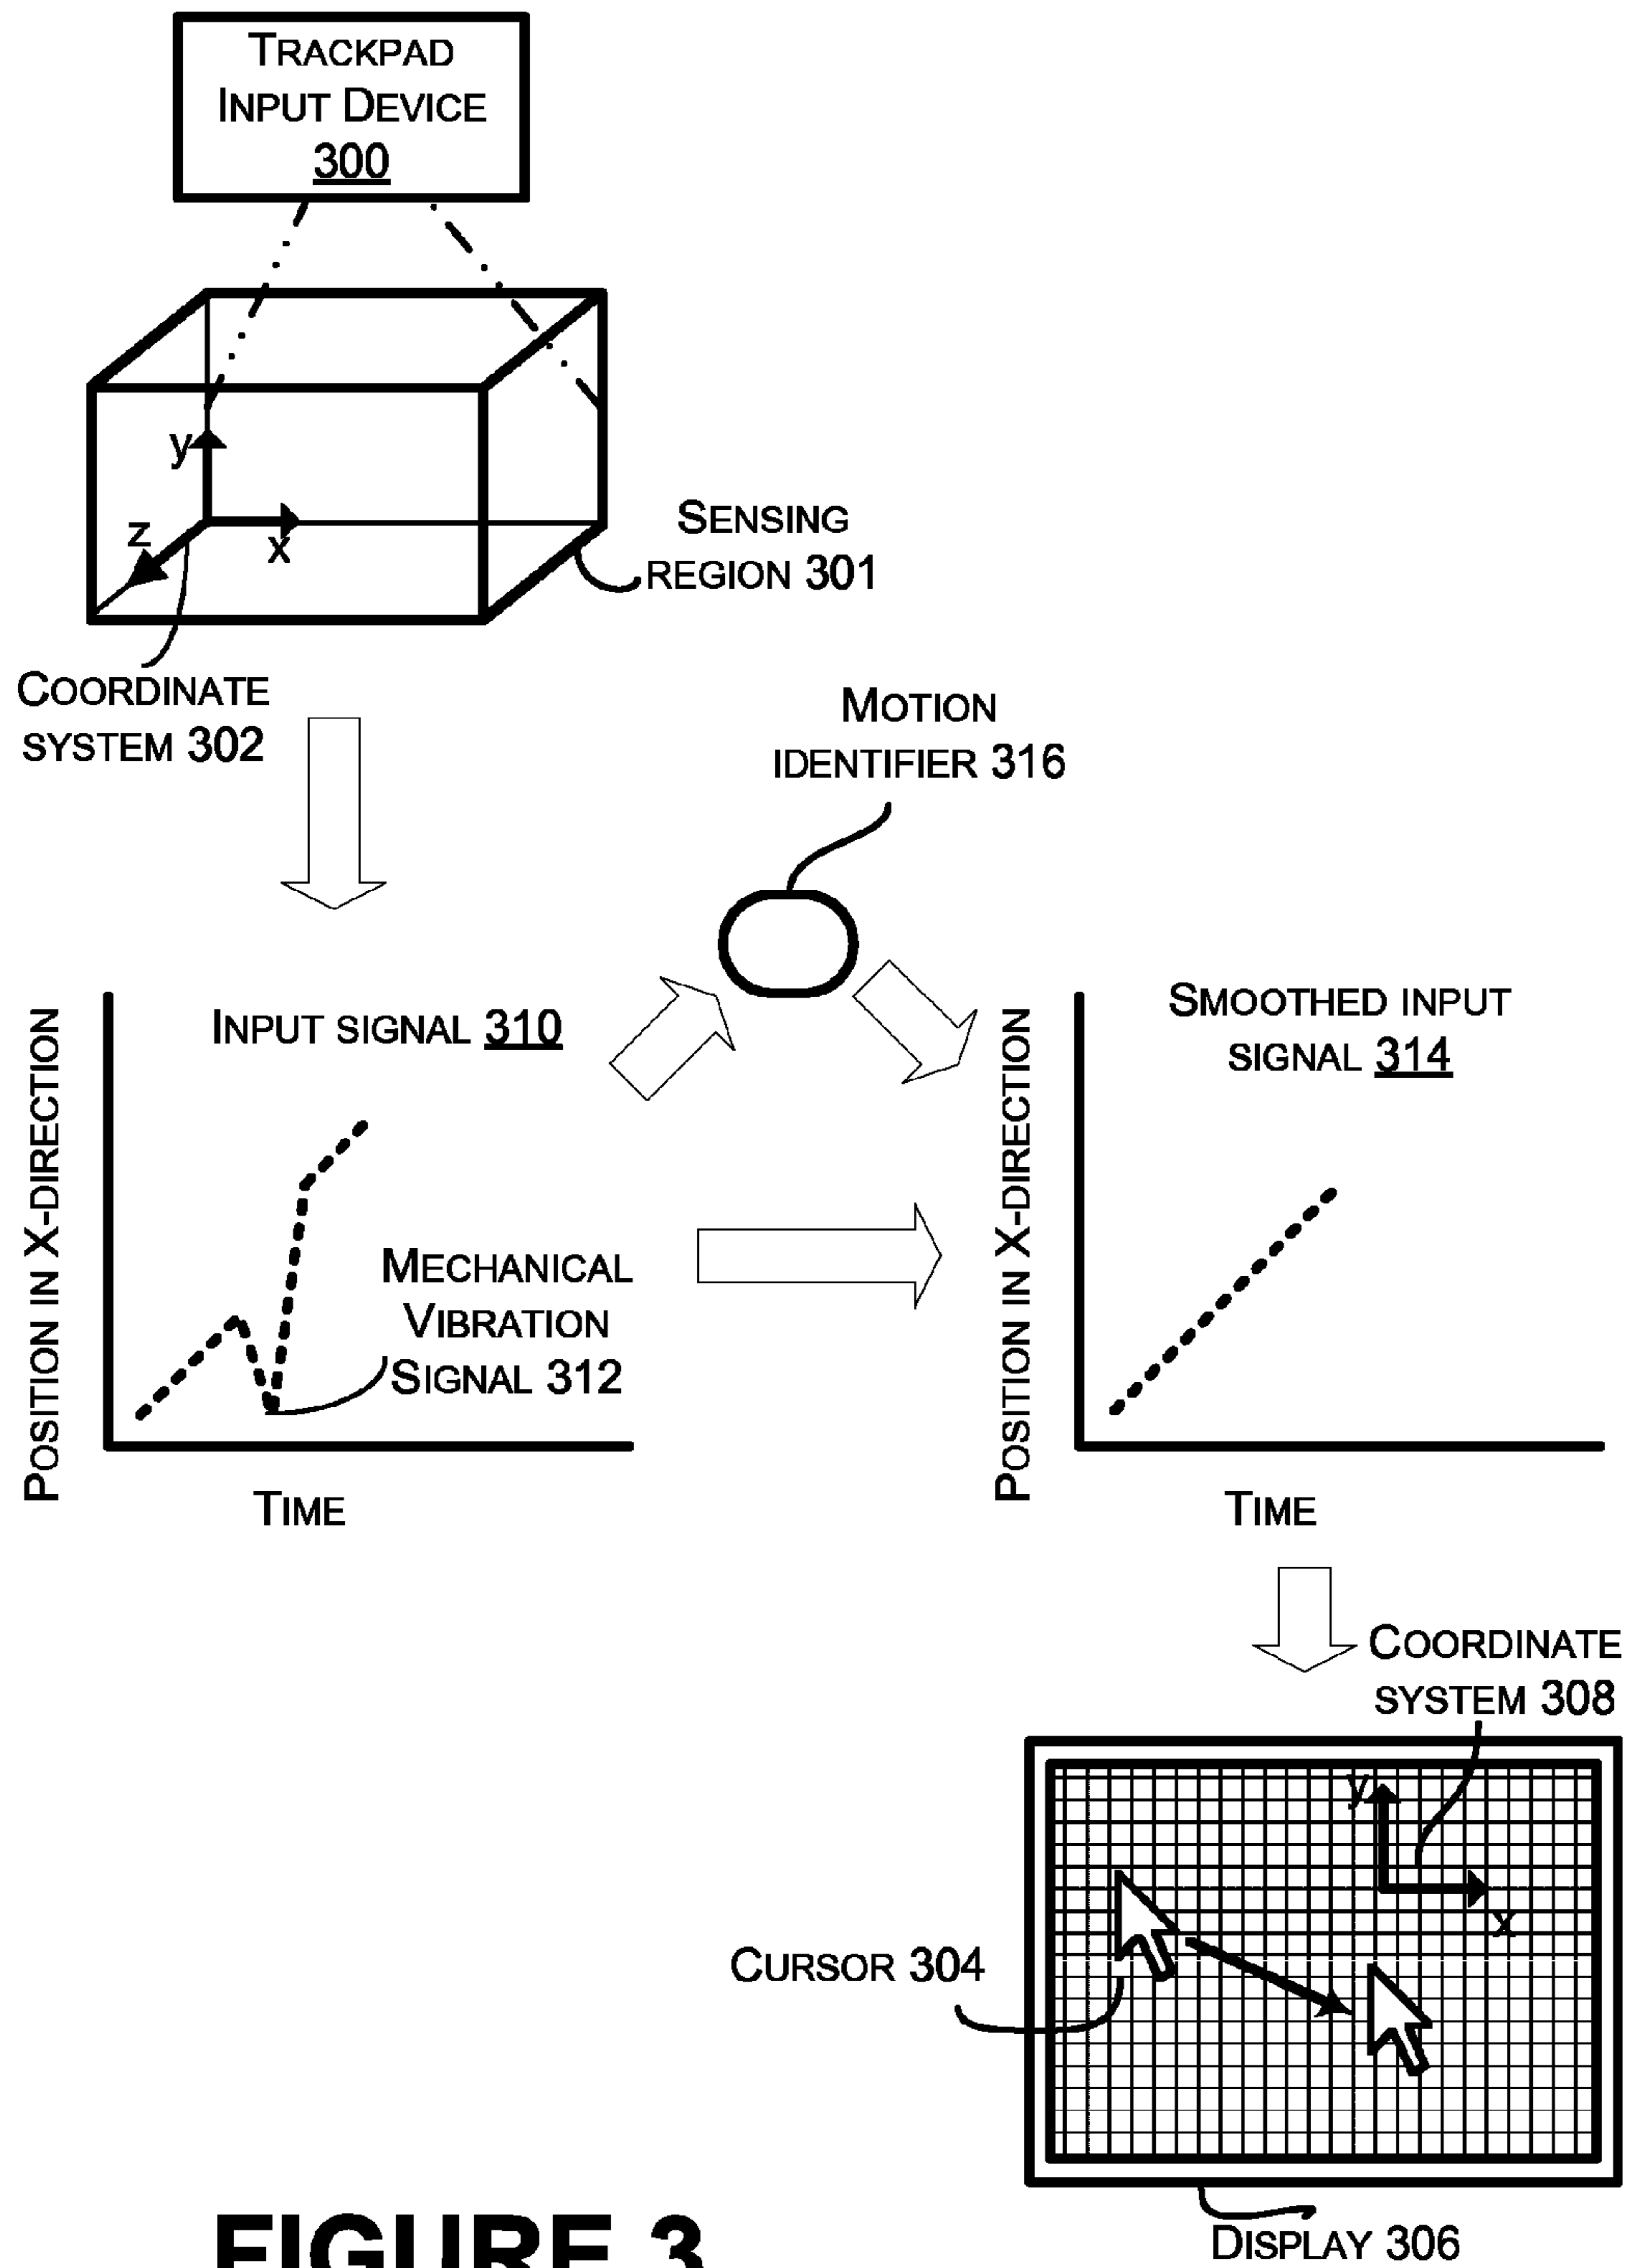 TRACKPAD
INPUT DEVICE
300
y
z
x
SENSING
REGION 301
COORDINATE
SYSTEM 302
MOTION
IDENTIFIER 316
POSITION IN X-DIRECTION
INPUT SIGNAL 310
MECHANICAL
VIBRATION
SIGNAL 312
TIME
POSITION IN X-DIRECTION
SMOOTHED INPUT
SIGNAL 314
TIME
COORDINATE
SYSTEM 308
y
x
CURSOR 304
DISPLAY 306
FIGURE 3